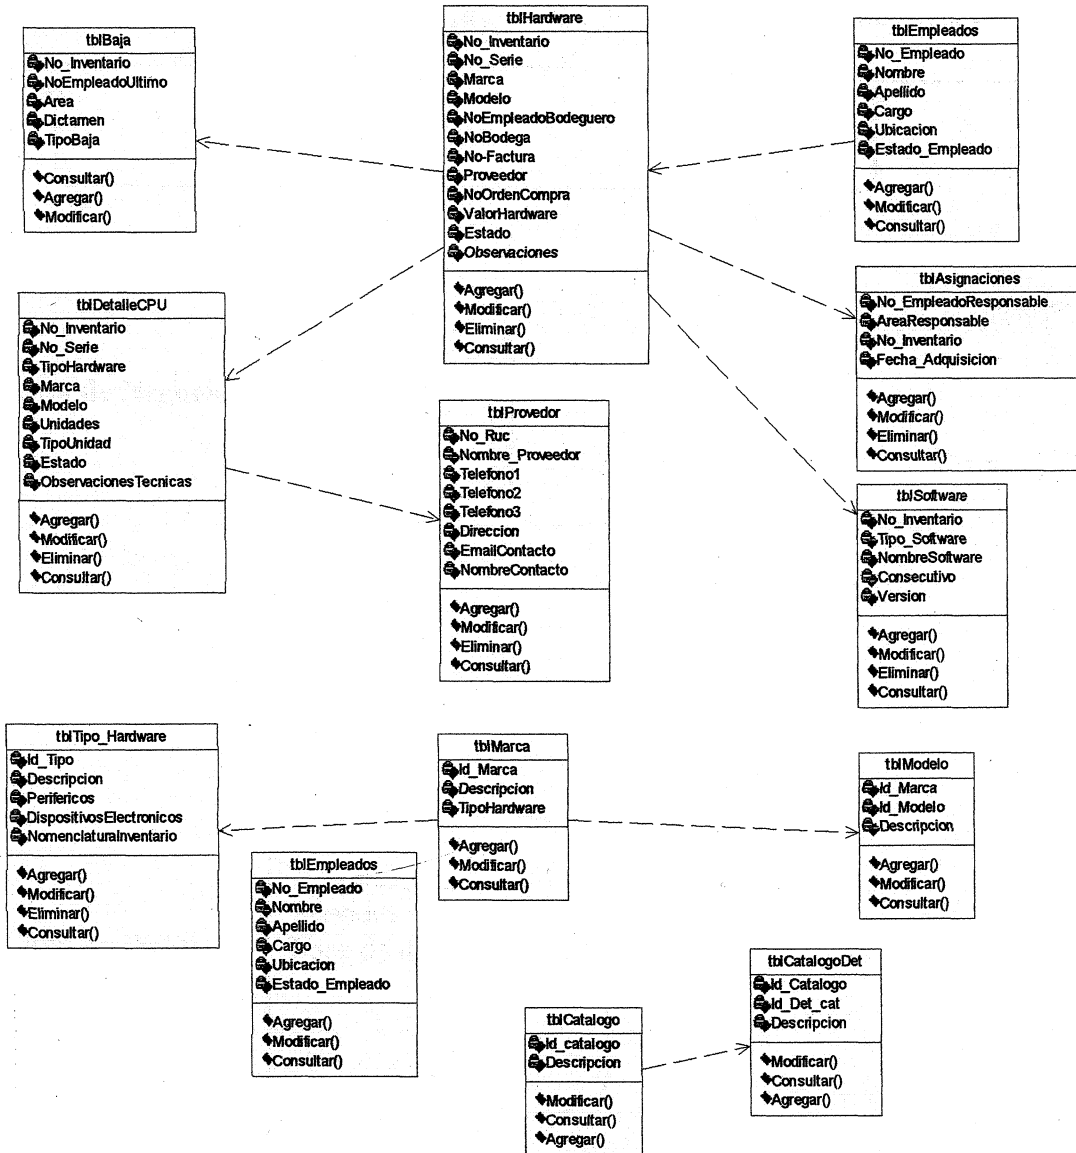 tblBaja
No_Inventario
NoEmpleadoUltimo
Area
Dictamen
TipoBaja
Consultar()
Agregar()
Modificar()
tblHardware
No_Inventario
No_Serie
Marca
Modelo
NoEmpleadoBodeguero
NoBodega
No-Factura
Proveedor
NoOrdenCompra
ValorHardware
Estado
Observaciones
Agregar()
Modificar()
Eliminar()
Consultar()
tblEmpleados
No_Empleado
Nombre
Apellido
Cargo
Ubicacion
Estado_Empleado
Agregar()
Modificar()
Consultar()
tblDetalleCPU
No_Inventario
No_Serie
TipoHardware
Marca
Modelo
Unidades
TipoUnidad
Estado
ObservacionesTecnicas
Agregar()
Modificar()
Eliminar()
Consultar()
tblProvedor
No_Ruc
Nombre_Proveedor
Telefono1
Telefono2
Telefono3
Direccion
EmailContacto
NombreContacto
Agregar()
Modificar()
Eliminar()
Consultar()
tblAsignaciones
No_EmpleadoResponsable
AreaResponsable
No_Inventario
Fecha_Adquisicion
Agregar()
Modificar()
Eliminar()
Consultar()
tblSoftware
No_Inventario
Tipo_Software
NombreSoftware
Consecutivo
Version
Agregar()
Modificar()
Eliminar()
Consultar()
tblTipo_Hardware
Id_Tipo
Descripcion
Perifericos
DispositivosElectronicos
NomenclaturaInventario
Agregar()
Modificar()
Eliminar()
Consultar()
tblMarca
Id_Marca
Descripcion
TipoHardware
Agregar()
Modificar()
Consultar()
tblModelo
Id_Marca
Id_Modelo
Descripcion
Agregar()
Modificar()
Consultar()
tblEmpleados
No_Empleado
Nombre
Apellido
Cargo
Ubicacion
Estado_Empleado
Agregar()
Modificar()
Consultar()
tblCatalogo
Id_catalogo
Descripcion
Modificar()
Consultar()
Agregar()
tblCatalogoDet
Id_Catalogo
Id_Det_cat
Descripcion
Modificar()
Consultar()
Agregar()